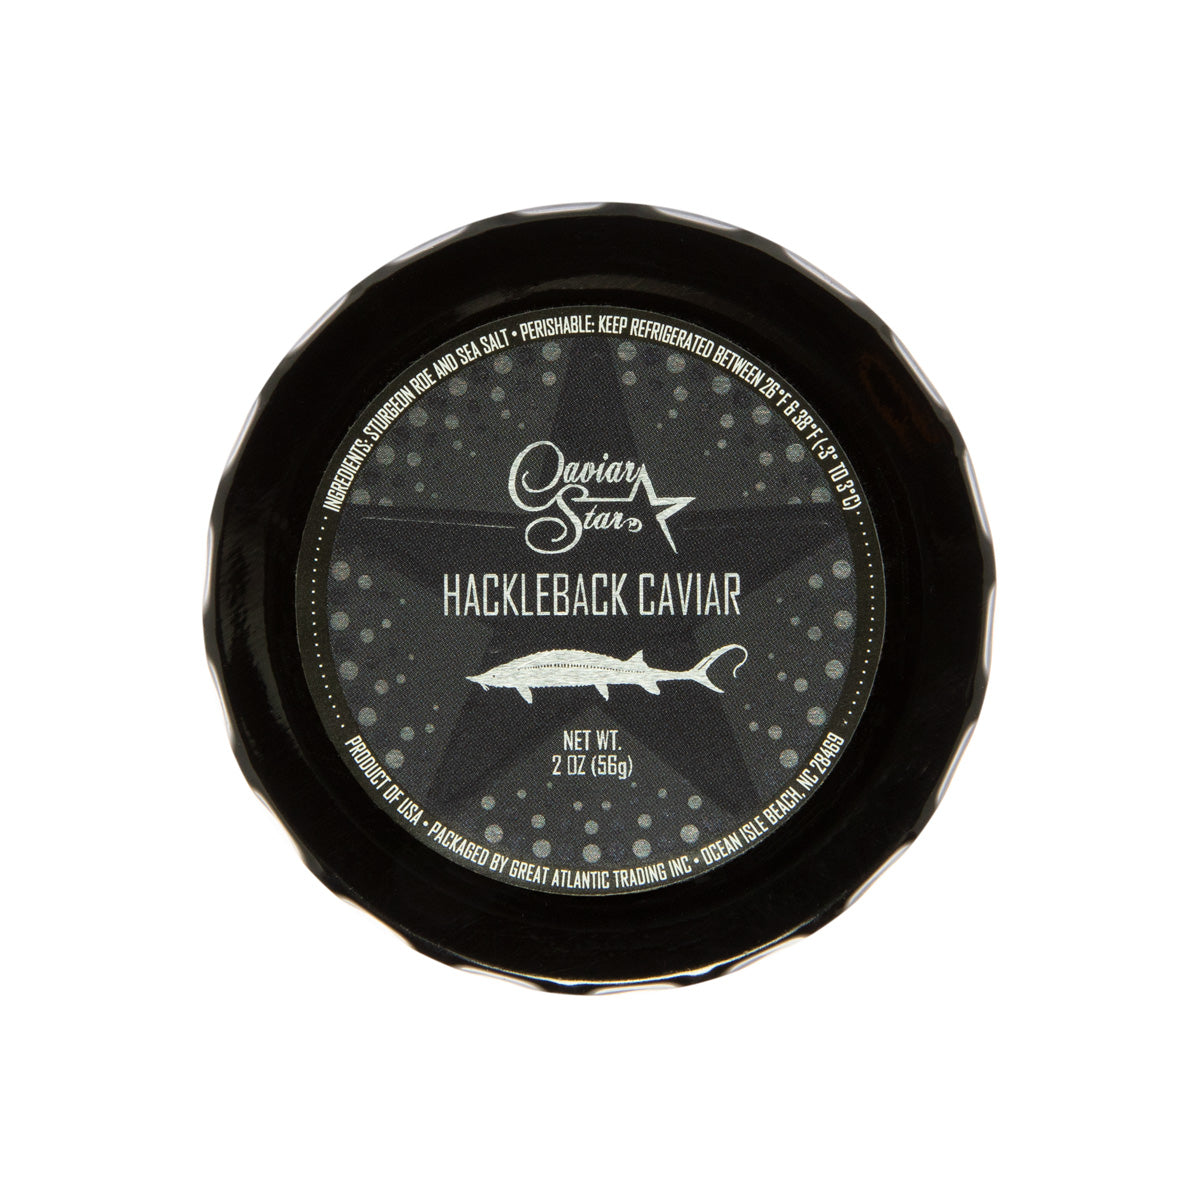 INGREDIENTS: STURGEON ROE AND SEA SALT • PERISHABLE: KEEP REFRIGERATED BETWEEN 26°F & 38°F (-3° TO 3°C)
Caviar
Star
HACKLEBACK CAVIAR
NET WT.
2 OZ (56g)
PRODUCT OF USA • PACKAGED BY GREAT ATLANTIC TRADING INC • OCEAN ISLE BEACH, NC 28469